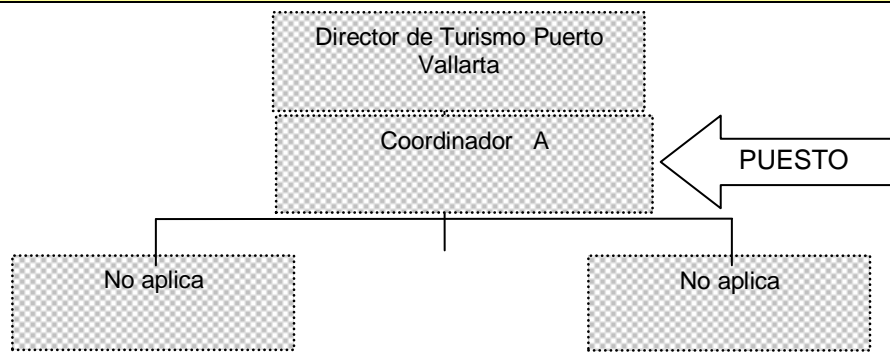 Director de Turismo Puerto
Vallarta
Coordinador A
PUESTO
No aplica
No aplica